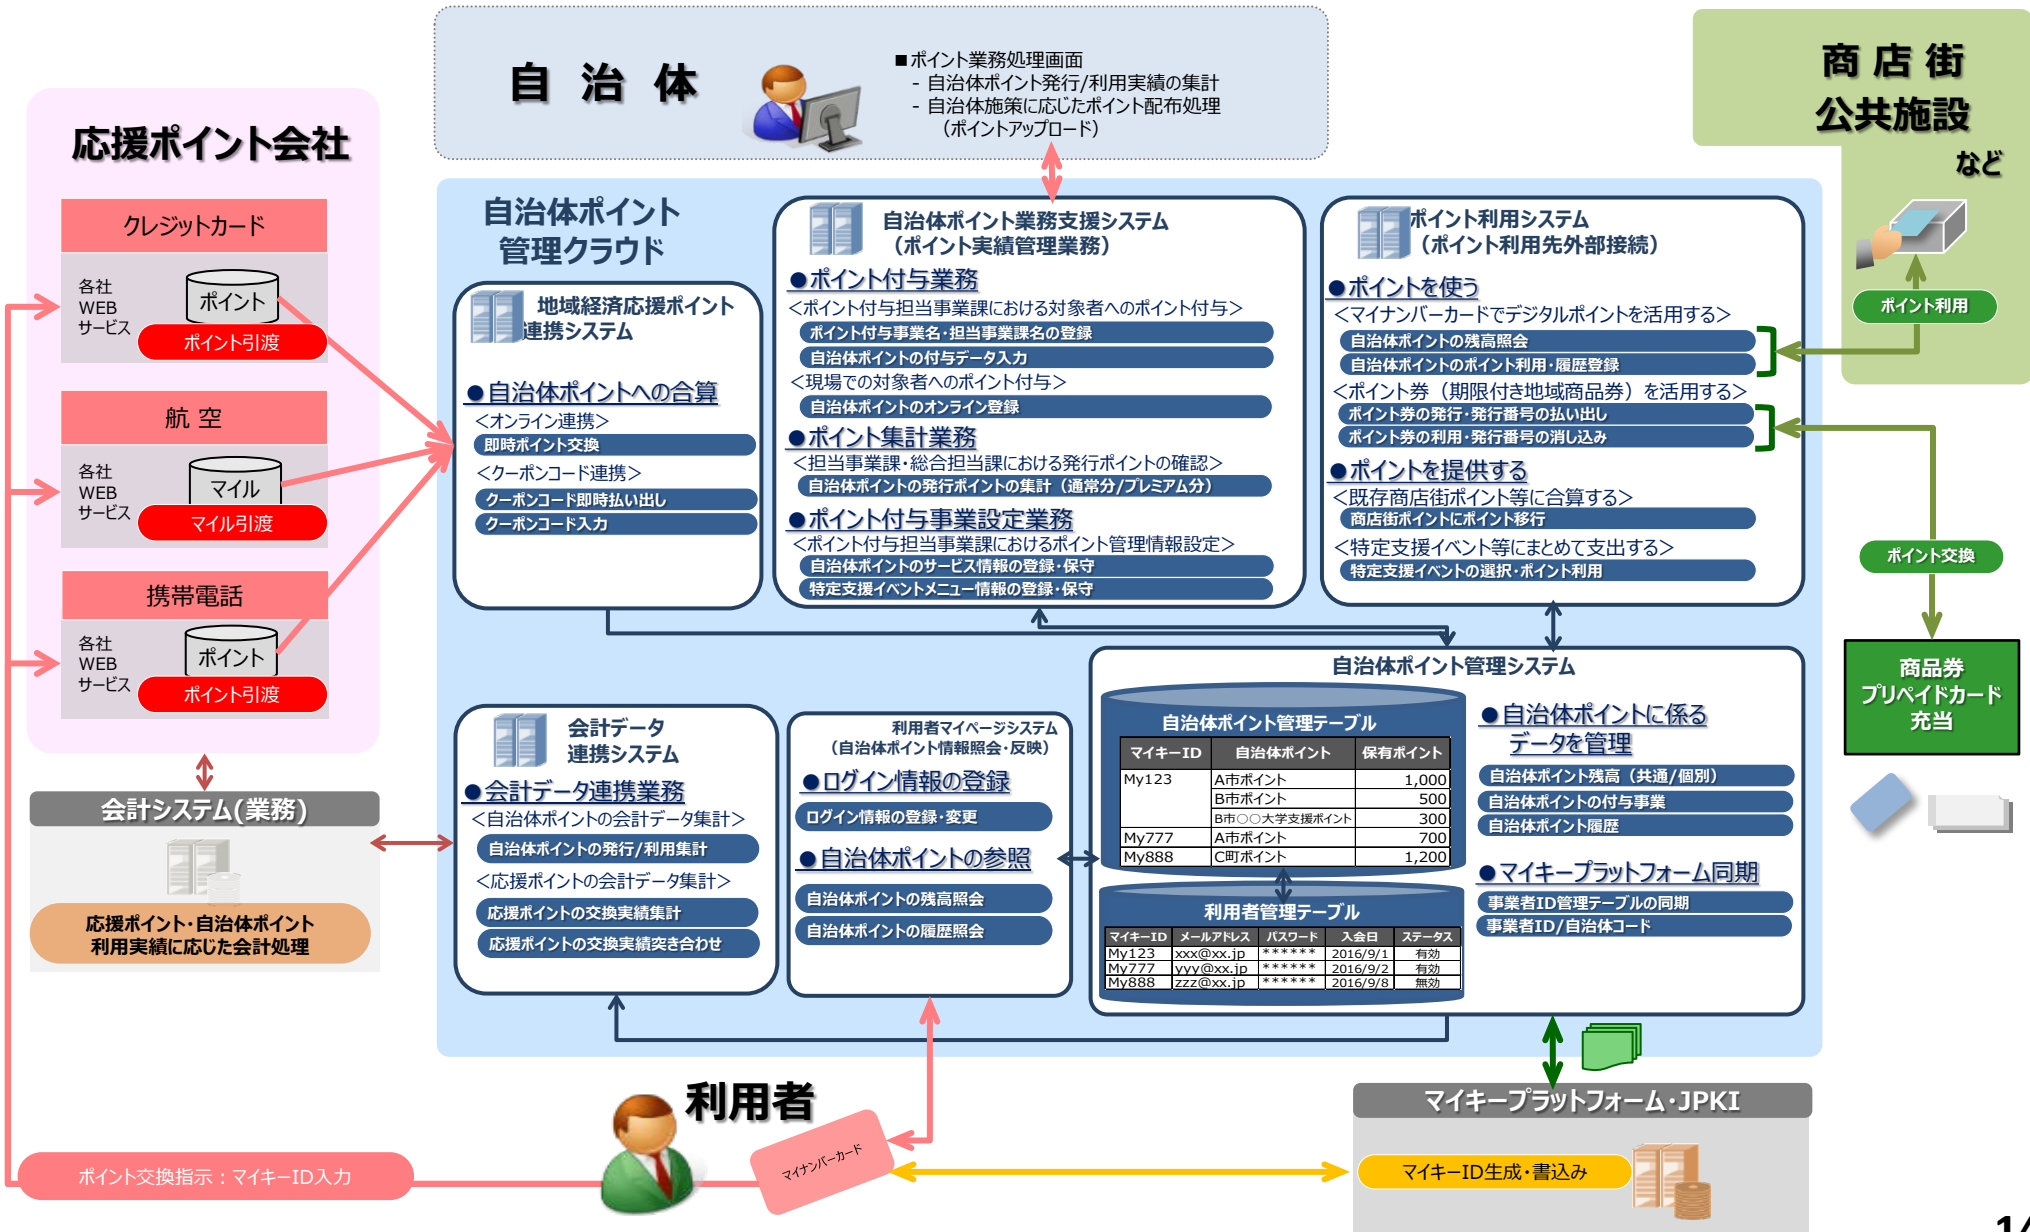 自 治 体
■ポイント業務処理画面
- 自治体ポイント発行/利用実績の集計
- 自治体施策に応じたポイント配布処理
（ポイントアップロード）
商 店 街
公共施設
など
ポイント利用
ポイント交換
商品券
プリペイドカード
充当
応援ポイント会社
クレジットカード
各社
WEB
サービス
ポイント
ポイント引渡
航 空
各社
WEB
サービス
マイル
マイル引渡
携帯電話
各社
WEB
サービス
ポイント
ポイント引渡
会計システム(業務)
応援ポイント・自治体ポイント
利用実績に応じた会計処理
自治体ポイント
管理クラウド
地域経済応援ポイント
連携システム
●自治体ポイントへの合算
＜オンライン連携＞
即時ポイント交換
＜クーポンコード連携＞
クーポンコード即時払い出し
クーポンコード入力
自治体ポイント業務支援システム
（ポイント実績管理業務）
●ポイント付与業務
＜ポイント付与担当事業課における対象者へのポイント付与＞
ポイント付与事業名・担当事業課名の登録
自治体ポイントの付与データ入力
＜現場での対象者へのポイント付与＞
自治体ポイントのオンライン登録
●ポイント集計業務
＜担当事業課・総合担当課における発行ポイントの確認＞
自治体ポイントの発行ポイントの集計（通常分/プレミアム分）
●ポイント付与事業設定業務
＜ポイント付与担当事業課におけるポイント管理情報設定＞
自治体ポイントのサービス情報の登録・保守
特定支援イベントメニュー情報の登録・保守
ポイント利用システム
（ポイント利用先外部接続）
●ポイントを使う
＜マイナンバーカードでデジタルポイントを活用する＞
自治体ポイントの残高照会
自治体ポイントのポイント利用・履歴登録
＜ポイント券（期限付き地域商品券）を活用する＞
ポイント券の発行・発行番号の払い出し
ポイント券の利用・発行番号の消し込み
●ポイントを提供する
＜既存商店街ポイント等に合算する＞
商店街ポイントにポイント移行
＜特定支援イベント等にまとめて支出する＞
特定支援イベントの選択・ポイント利用
会計データ
連携システム
●会計データ連携業務
＜自治体ポイントの会計データ集計＞
自治体ポイントの発行/利用集計
＜応援ポイントの会計データ集計＞
応援ポイントの交換実績集計
応援ポイントの交換実績突き合わせ
利用者マイページシステム
（自治体ポイント情報照会・反映）
●ログイン情報の登録
ログイン情報の登録・変更
●自治体ポイントの参照
自治体ポイントの残高照会
自治体ポイントの履歴照会
自治体ポイント管理システム
自治体ポイント管理テーブル
マイキーID 自治体ポイント 保有ポイント
My123 A市ポイント 1,000
B市ポイント 500
B市○○大学支援ポイント 300
My777 A市ポイント 700
My888 C町ポイント 1,200
利用者管理テーブル
マイキーID メールアドレス パスワード 入会日 ステータス
My123 xxx@xx.jp ****** 2016/9/1 有効
My777 yyy@xx.jp ****** 2016/9/2 有効
My888 zzz@xx.jp ****** 2016/9/8 無効
●自治体ポイントに係る
データを管理
自治体ポイント残高（共通/個別）
自治体ポイントの付与事業
自治体ポイント履歴
●マイキープラットフォーム同期
事業者ID管理テーブルの同期
事業者ID/自治体コード
利用者
マイナンバーカード
ポイント交換指示：マイキーID入力
マイキープラットフォーム・JPKI
マイキーID生成・書込み